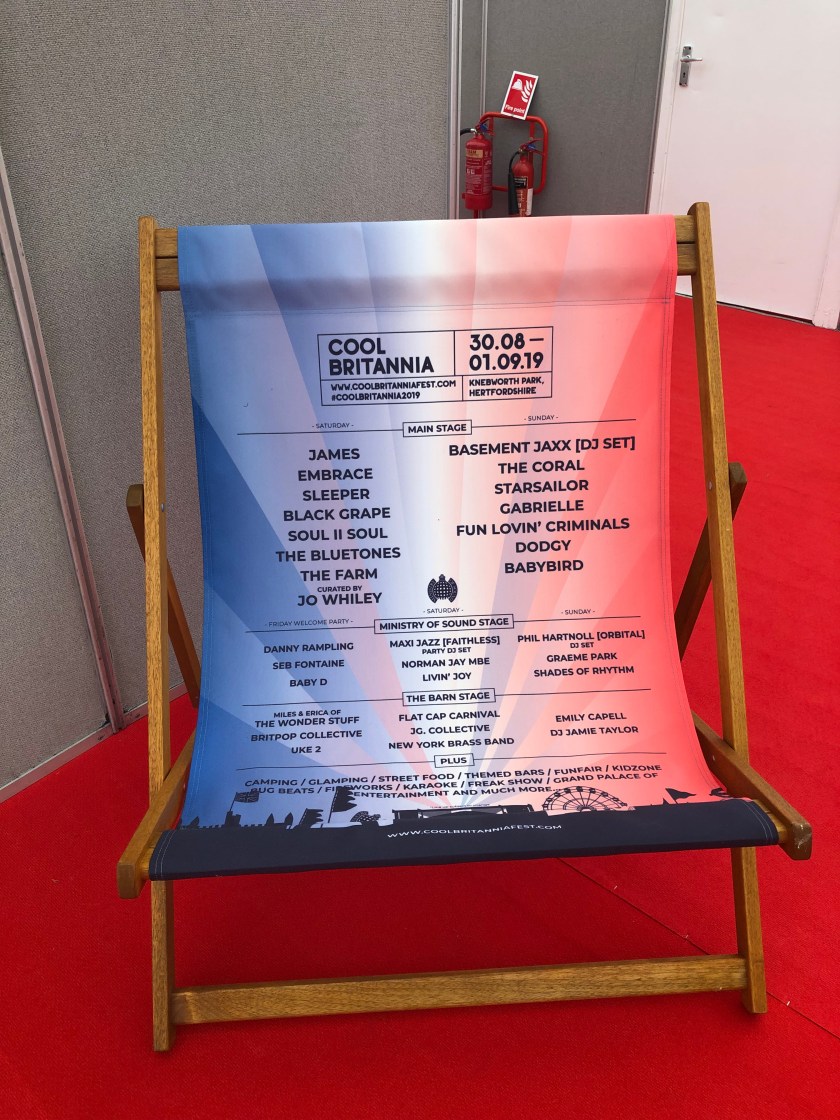 Fire point
COOL
BRITANNIA
30.08 —
01.09.19
WWW.COOLBRITANNIAFEST.COM
#COOLBRITANNIA2019
KNEBWORTH PARK,
HERTFORDSHIRE
- SATURDAY -
MAIN STAGE
- SUNDAY -
JAMES
EMBRACE
SLEEPER
BLACK GRAPE
SOUL II SOUL
THE BLUETONES
THE FARM
CURATED BY
JO WHILEY
BASEMENT JAXX [DJ SET]
THE CORAL
STARSAILOR
GABRIELLE
FUN LOVIN' CRIMINALS
DODGY
BABYBIRD
- FRIDAY WELCOME PARTY -
- SATURDAY -
MINISTRY OF SOUND STAGE
- SUNDAY -
DANNY RAMPLING
SEB FONTAINE
BABY D
MAXI JAZZ [FAITHLESS]
PARTY DJ SET
NORMAN JAY MBE
LIVIN' JOY
PHIL HARTNOLL [ORBITAL]
DJ SET
GRAEME PARK
SHADES OF RHYTHM
THE BARN STAGE
MILES & ERICA OF
THE WONDER STUFF
BRITPOP COLLECTIVE
UKE 2
FLAT CAP CARNIVAL
JG. COLLECTIVE
NEW YORK BRASS BAND
EMILY CAPELL
DJ JAMIE TAYLOR
PLUS
CAMPING / GLAMPING / STREET FOOD / THEMED BARS / FUNFAIR / KIDZONE
BUG BEATS / FIREWORKS / KARAOKE / FREAK SHOW / GRAND PALACE OF
ENTERTAINMENT AND MUCH MORE...
WWW.COOLBRITANNIAFEST.COM